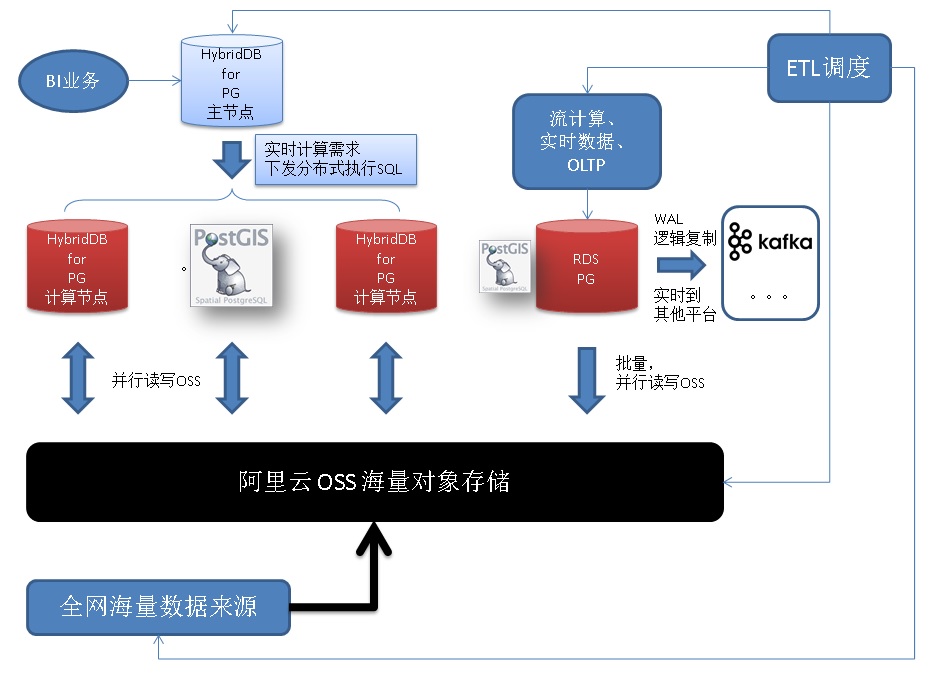 BI业务
HybridDB
for
PG
主节点
ETL调度
流计算、
实时数据、
OLTP
实时计算需求
下发分布式执行SQL
HybridDB
for
PG
计算节点
。
PostGIS
Spatial PostgreSQL
HybridDB
for
PG
计算节点
PostGIS
Spatial PostgreSQL
RDS
PG
WAL
逻辑复制
实时到
其他平台
kafka
。。。
并行读写OSS
批量,
并行读写OSS
阿里云 OSS 海量对象存储
全网海量数据来源